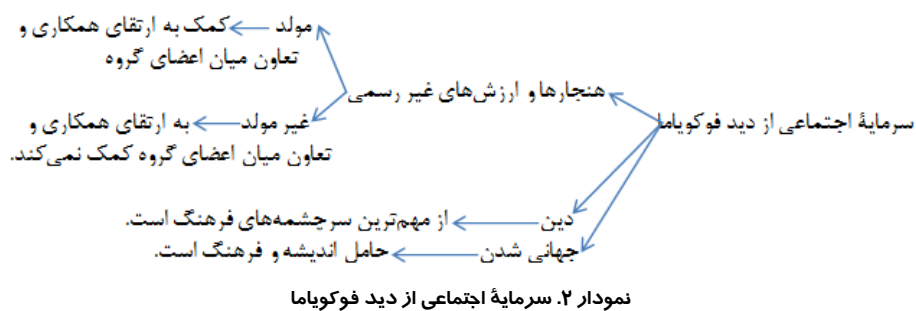 مولد
کمک به ارتقای همکاری و
تعاون میان اعضای گروه
هنجارها و ارزش‌های غیر رسمی
غیر مولد
به ارتقای همکاری و
تعاون میان اعضای گروه کمک نمی‌کند.
سرمایۀ اجتماعی از دید فوکویاما
دین
از مهم‌ترین سرچشمه‌های فرهنگ است.
جهانی شدن
حامل اندیشه و فرهنگ است.
نمودار ۲. سرمایۀ اجتماعی از دید فوکویاما